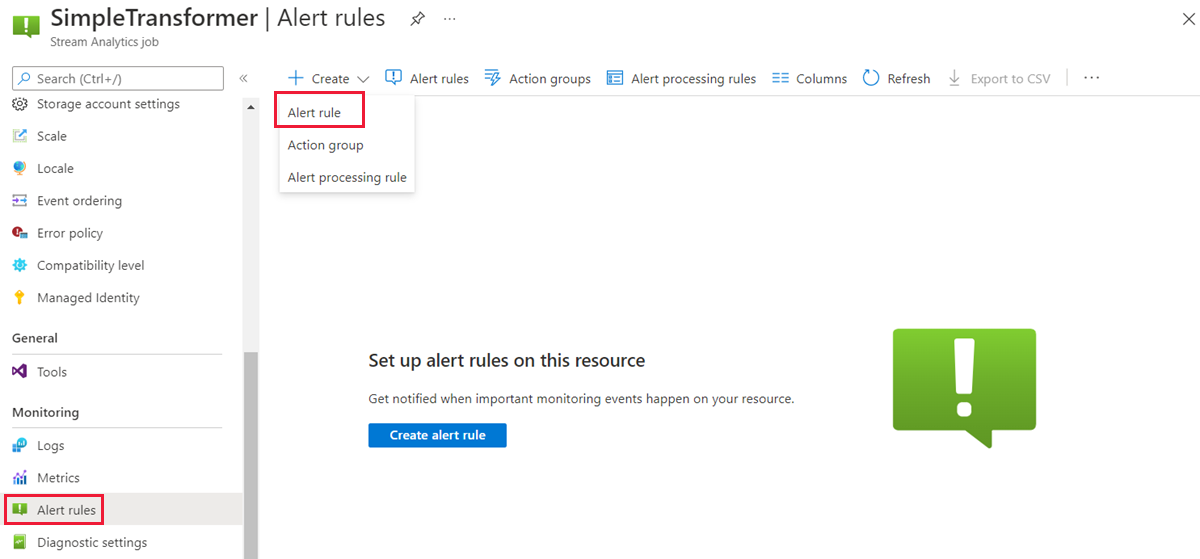 SimpleTransformer | Alert rules
Stream Analytics job
Search (Ctrl+/)
Storage account settings
Scale
Locale
Event ordering
Error policy
Compatibility level
Managed Identity
General
Tools
Monitoring
Logs
Metrics
Alert rules
Diagnostic settings
Create Alert rules Action groups Alert processing rules Columns Refresh Export to CSV
Alert rule
Action group
Alert processing rule
Set up alert rules on this resource
Get notified when important monitoring events happen on your resource.
Create alert rule